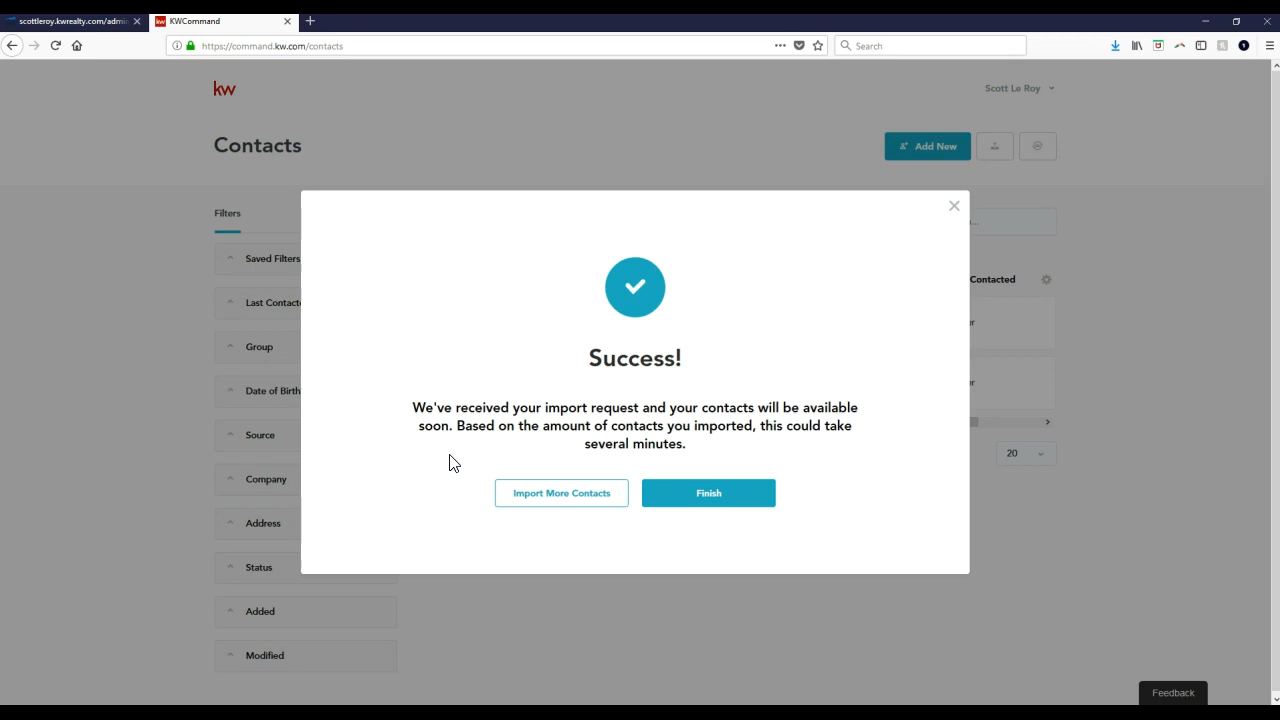 scottleroy.kwrealty.com/admi
kw KWCommand
https://command.kw.com/contacts
Search
kw
Scott Le Roy
Contacts
Add New
Filters
Saved Filters
Contacted
Last Contacte
Group
Date of Birth
Source
20
Company
Address
Status
Added
Modified
Success!
We've received your import request and your contacts will be available
soon. Based on the amount of contacts you imported, this could take
several minutes.
Import More Contacts
Finish
Feedback